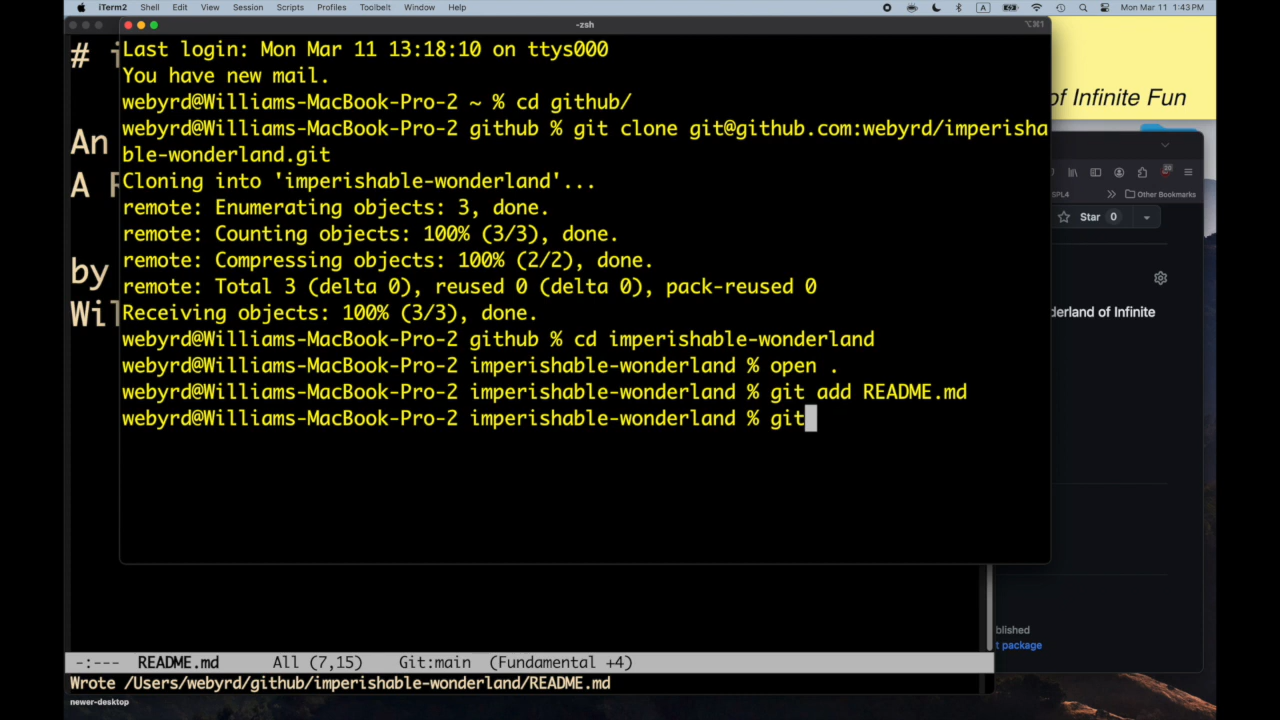 iTerm2 Shell Edit View Session Scripts Profiles Toolbelt Window Help A Mon Mar 11 1:43 PM
-zsh ⌥⌘1
Last login: Mon Mar 11 13:18:10 on ttys000
You have new mail.
webyrd@Williams-MacBook-Pro-2 ~ % cd github/
webyrd@Williams-MacBook-Pro-2 github % git clone git@github.com:webyrd/imperisha
ble-wonderland.git
Cloning into 'imperishable-wonderland'...
remote: Enumerating objects: 3, done.
remote: Counting objects: 100% (3/3), done.
remote: Compressing objects: 100% (2/2), done.
remote: Total 3 (delta 0), reused 0 (delta 0), pack-reused 0
Receiving objects: 100% (3/3), done.
webyrd@Williams-MacBook-Pro-2 github % cd imperishable-wonderland
webyrd@Williams-MacBook-Pro-2 imperishable-wonderland % open .
webyrd@Williams-MacBook-Pro-2 imperishable-wonderland % git add README.md
webyrd@Williams-MacBook-Pro-2 imperishable-wonderland % git
# i
An
A R
by
Wil
of Infinite Fun
SPL4 Other Bookmarks
Star 0
derland of Infinite
blished
t package
-:--- README.md All (7,15) Git:main (Fundamental +4)
Wrote /Users/webyrd/github/imperishable-wonderland/README.md
newer-desktop